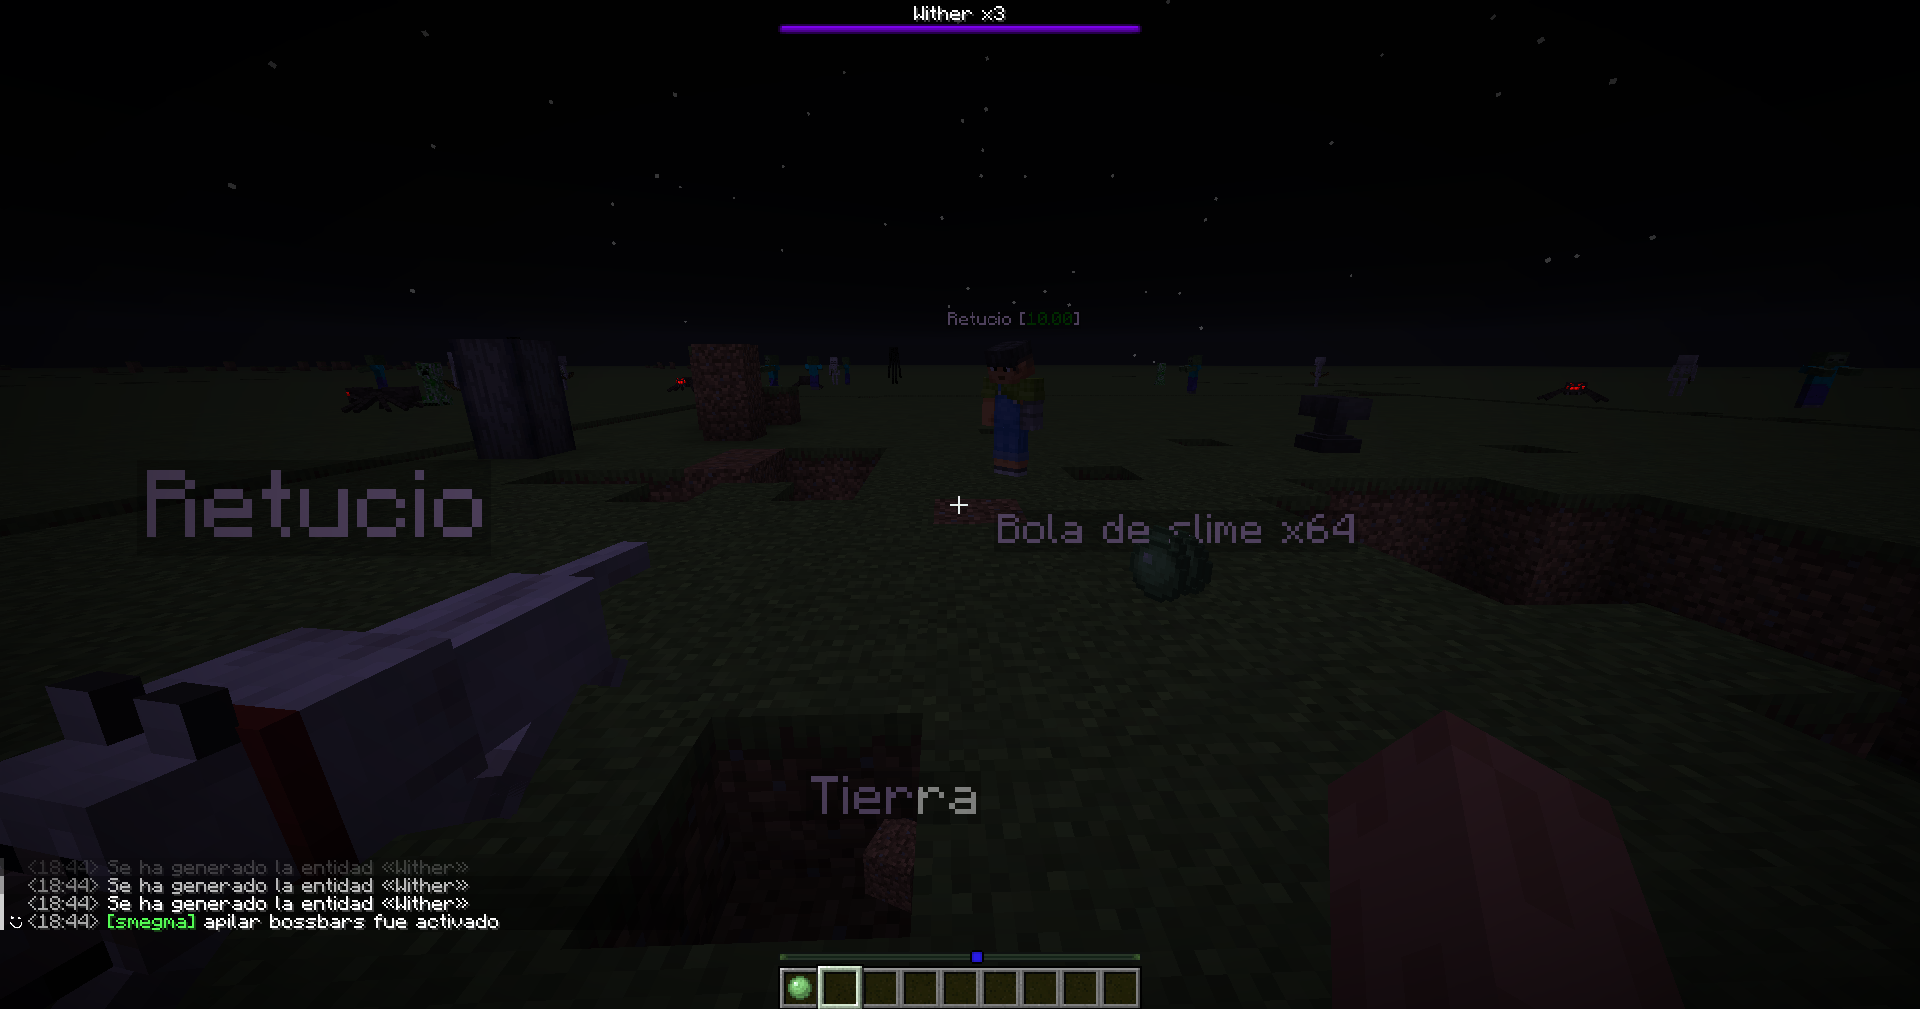 Wither x3
Retucio [10.00]
Retucio
Bola de slime x64
Tierra
<18:44> Se ha generado la entidad «Wither»
<18:44> Se ha generado la entidad «Wither»
<18:44> Se ha generado la entidad «Wither»
<18:44> [smegma] apilar bossbars fue activado